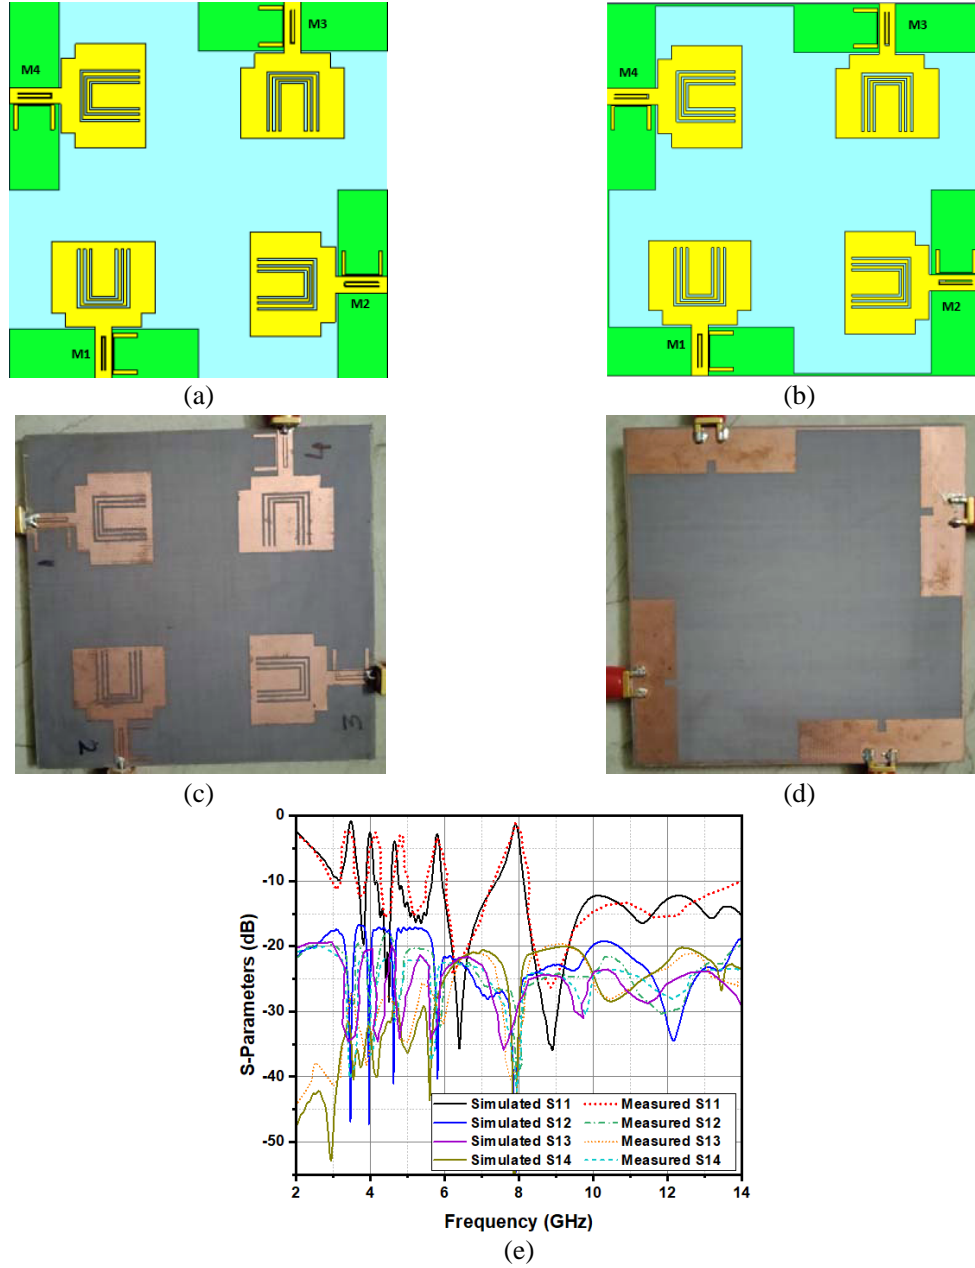 M3
M4
M2
M1
(a)
M3
M4
M2
M1
(b)
4
1
2
3
(c)
(d)
0
-10
-20
-30
-40
-50
S-Parameters (dB)
Simulated S11 Measured S11
Simulated S12 Measured S12
Simulated S13 Measured S13
Simulated S14 Measured S14
2 4 6 8 10 12 14
Frequency (GHz)
(e)